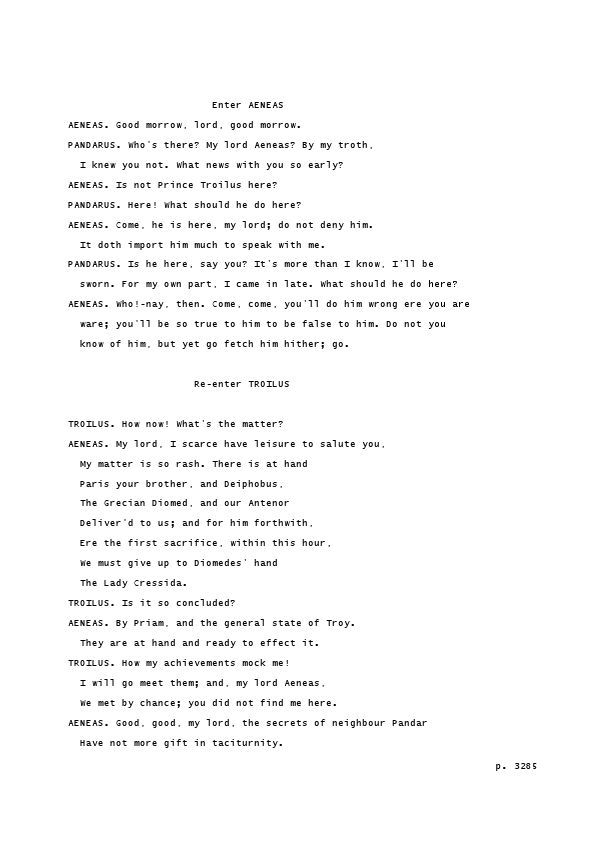 Enter AENEAS
AENEAS. Good morrow, lord, good morrow.
PANDARUS. Who's there? My lord Aeneas? By my troth,
I knew you not. What news with you so early?
AENEAS. Is not Prince Troilus here?
PANDARUS. Here! What should he do here?
AENEAS. Come, he is here, my lord; do not deny him.
It doth import him much to speak with me.
PANDARUS. Is he here, say you? It's more than I know, I'll be
sworn. For my own part, I came in late. What should he do here?
AENEAS. Who!-nay, then. Come, come, you'll do him wrong ere you are
ware; you'll be so true to him to be false to him. Do not you
know of him, but yet go fetch him hither; go.
Re-enter TROILUS
TROILUS. How now! What's the matter?
AENEAS. My lord, I scarce have leisure to salute you,
My matter is so rash. There is at hand
Paris your brother, and Deiphobus,
The Grecian Diomed, and our Antenor
Deliver'd to us; and for him forthwith,
Ere the first sacrifice, within this hour,
We must give up to Diomedes' hand
The Lady Cressida.
TROILUS. Is it so concluded?
AENEAS. By Priam, and the general state of Troy.
They are at hand and ready to effect it.
TROILUS. How my achievements mock me!
I will go meet them; and, my lord Aeneas,
We met by chance; you did not find me here.
AENEAS. Good, good, my lord, the secrets of neighbour Pandar
Have not more gift in taciturnity.
p. 3285